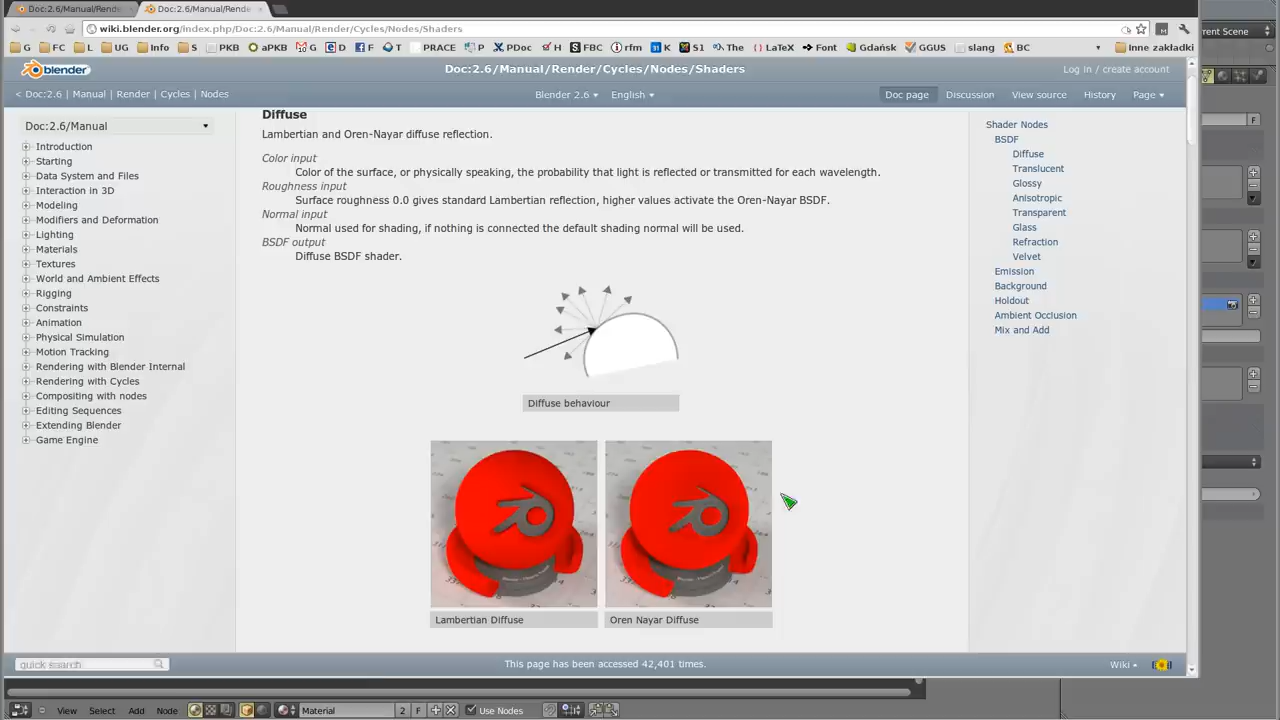 Doc:2.6/Manual/Rende
Doc:2.6/Manual/Rende
wiki.blender.org/index.php/Doc:2.6/Manual/Render/Cycles/Nodes/Shaders
G FC L UG Info S PKB aPKB G D F T PRACE P PDoc H FBC rfm K S1 The LaTeX Font Gdańsk GGUS slang BC Inne zakładki
rrent Scene
blender
Doc:2.6/Manual/Render/Cycles/Nodes/Shaders
Log in / create account
< Doc:2.6 | Manual | Render | Cycles | Nodes
Blender 2.6
English
Doc page
Discussion
View source
History
Page
Doc:2.6/Manual
Introduction
Starting
Data System and Files
Interaction in 3D
Modeling
Modifiers and Deformation
Lighting
Materials
Textures
World and Ambient Effects
Rigging
Constraints
Animation
Physical Simulation
Motion Tracking
Rendering with Blender Internal
Rendering with Cycles
Compositing with nodes
Editing Sequences
Extending Blender
Game Engine
Diffuse
Lambertian and Oren-Nayar diffuse reflection.
Color input
Color of the surface, or physically speaking, the probability that light is reflected or transmitted for each wavelength.
Roughness input
Surface roughness 0.0 gives standard Lambertian reflection, higher values activate the Oren-Nayar BSDF.
Normal input
Normal used for shading, if nothing is connected the default shading normal will be used.
BSDF output
Diffuse BSDF shader.
Diffuse behaviour
Lambertian Diffuse
Oren Nayar Diffuse
Shader Nodes
BSDF
Diffuse
Translucent
Glossy
Anisotropic
Transparent
Glass
Refraction
Velvet
Emission
Background
Holdout
Ambient Occlusion
Mix and Add
F
quick search
This page has been accessed 42,401 times.
Wiki
View Select Add Node
Material
2
F
Use Nodes